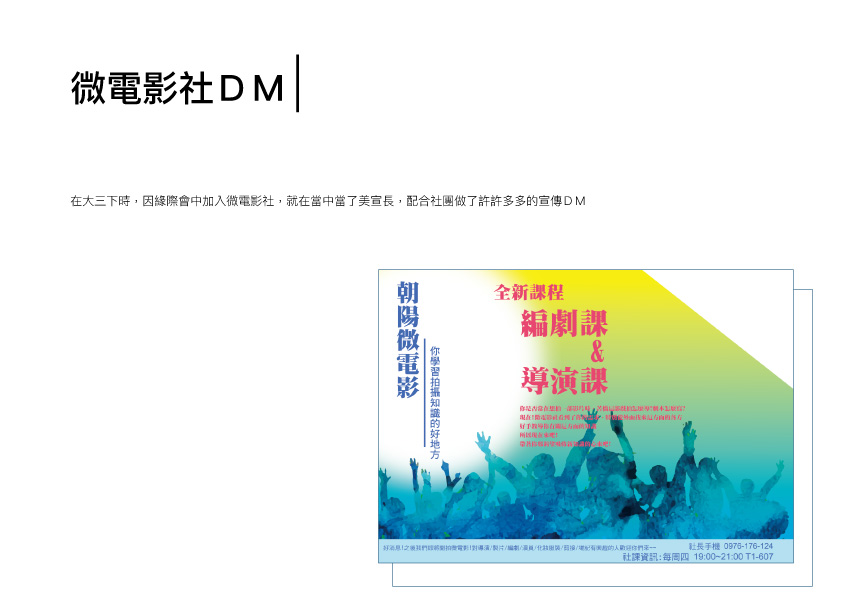 微電影社ＤＭ
在大三下時，因緣際會中加入微電影社，就在當中當了美宣長，配合社團做了許許多多的宣傳ＤＭ
朝陽微電影
你學習拍攝知識的好地方
全新課程
編劇課
&
導演課
社長手機 0976-176-124
社課資訊:每周四 19:00~21:00 T1-607